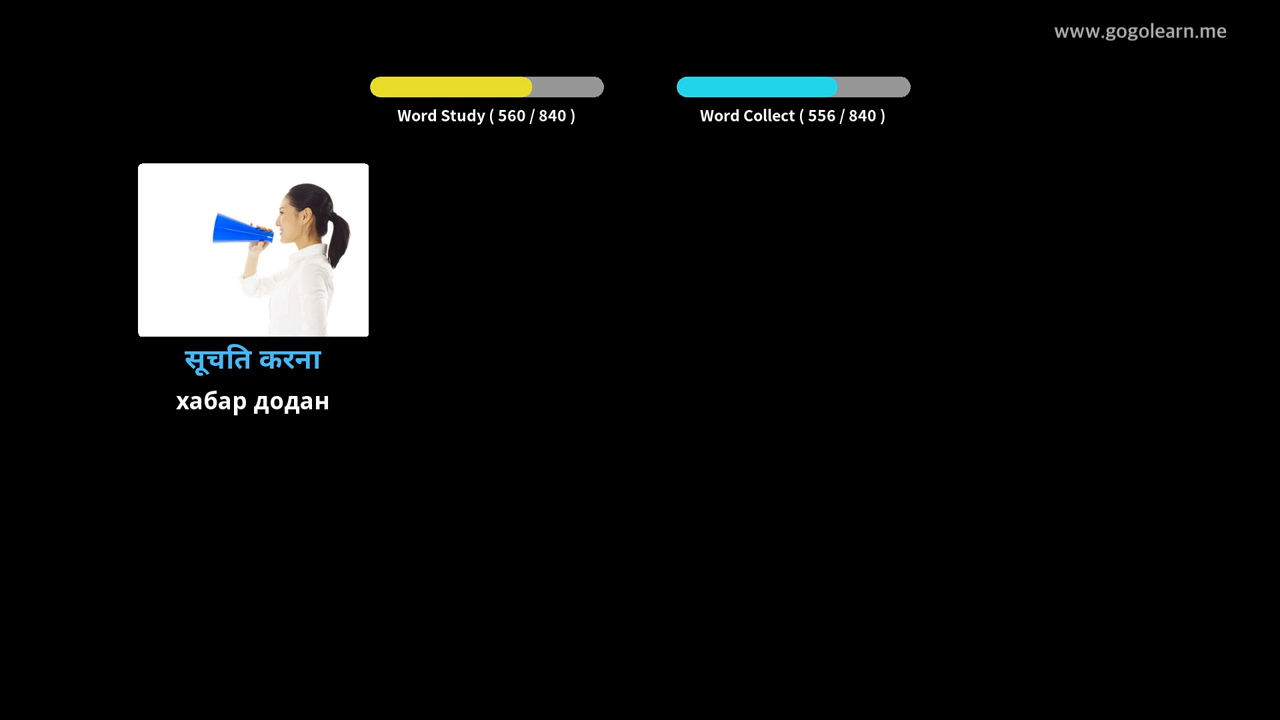 www.gogolearn.me
Word Study ( 560 / 840 )
Word Collect ( 556 / 840 )
सूचति करना
хабар додан